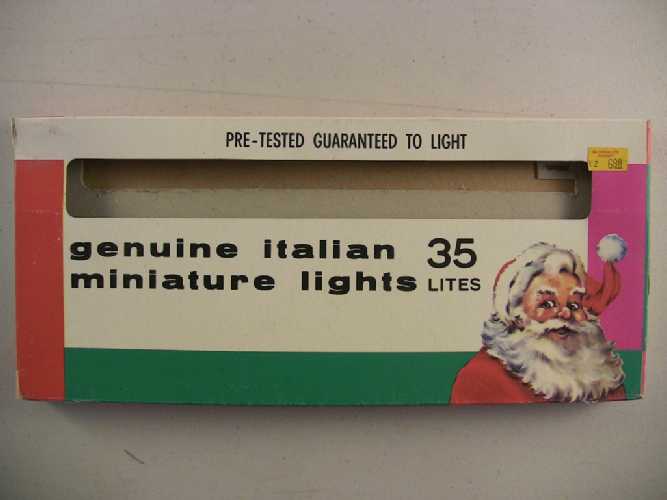 PRE-TESTED GUARANTEED TO LIGHT
genuine italian
miniature lights
35
LITES